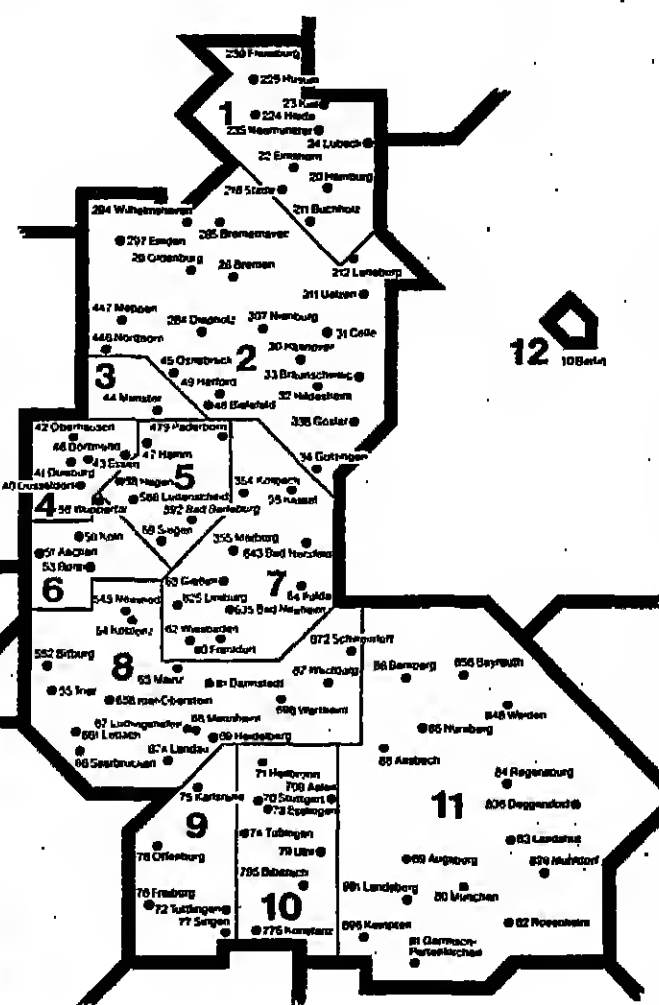 239 Flensburg
225 Husum
23 Kiel
1
224 Heide
235 Neumünster
24 Lübeck
22 Elmshorn
20 Hamburg
216 Stade
211 Buchholz
294 Wilhelmshaven
285 Bremerhaven
297 Emden
29 Oldenburg
28 Bremen
212 Lüneburg
311 Uelzen
447 Meppen
284 Diepholz
307 Nienburg
31 Celle
446 Nordhorn
2
30 Hannover
12
10 Berlin
45 Osnabrück
3
49 Herford
33 Braunschweig
32 Hildesheim
44 Münster
48 Bielefeld
338 Goslar
42 Oberhausen
479 Paderborn
46 Dortmund
47 Hamm
43 Essen
34 Göttingen
41 Duisburg
5
40 Düsseldorf
58 Hagen
354 Korbach
35 Kassel
4
56 Wuppertal
588 Lüdenscheid
592 Bad Berleburg
50 Köln
59 Siegen
355 Marburg
51 Aachen
643 Bad Hersfeld
53 Bonn
63 Gießen
7
6
64 Fulda
545 Neuwied
625 Limburg
635 Bad Nauheim
54 Koblenz
62 Wiesbaden
60 Frankfurt
872 Schweinfurt
552 Bitburg
8
65 Mainz
87 Würzburg
86 Bamberg
858 Bayreuth
55 Trier
61 Darmstadt
658 Idar-Oberstein
698 Wertheim
848 Weiden
67 Ludwigshafen
68 Mannheim
85 Nürnberg
661 Lebach
69 Heidelberg
66 Saarbrücken
674 Landau
88 Ansbach
71 Heilbronn
84 Regensburg
75 Karlsruhe
708 Aalen
70 Stuttgart
73 Esslingen
11
836 Deggendorf
9
74 Tübingen
83 Landshut
76 Offenburg
79 Ulm
89 Augsburg
826 Mühldorf
795 Biberach
891 Landsberg
80 München
78 Freiburg
72 Tuttlingen
10
77 Singen
775 Konstanz
896 Kempten
82 Rosenheim
81 Garmisch-
Partenkirchen